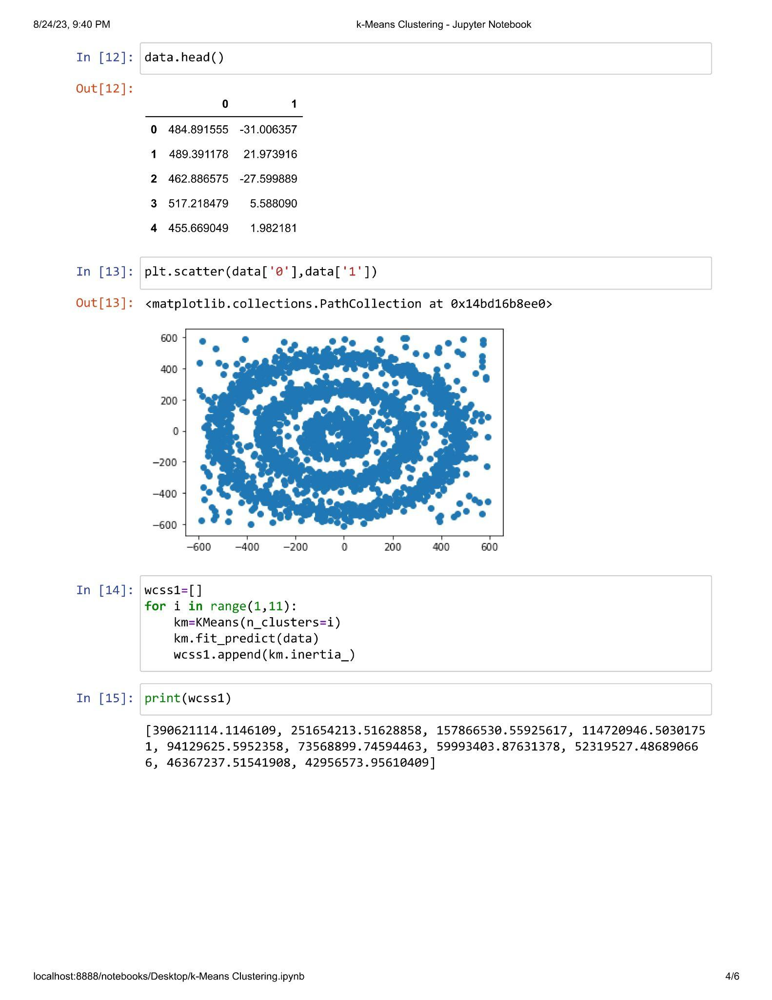 8/24/23, 9:40 PM k-Means Clustering - Jupyter Notebook
In [12]: data.head()
Out[12]:
0 1
0 484.891555 -31.006357
1 489.391178 21.973916
2 462.886575 -27.599889
3 517.218479 5.588090
4 455.669049 1.982181
In [13]: plt.scatter(data['0'],data['1'])
Out[13]: <matplotlib.collections.PathCollection at 0x14bd16b8ee0>
600
400
200
0
−200
−400
−600
−600 −400 −200 0 200 400 600
In [14]: wcss1=[]
for i in range(1,11):
    km=KMeans(n_clusters=i)
    km.fit_predict(data)
    wcss1.append(km.inertia_)
In [15]: print(wcss1)
[390621114.1146109, 251654213.51628858, 157866530.55925617, 114720946.5030175
1, 94129625.5952358, 73568899.74594463, 59993403.87631378, 52319527.48689066
6, 46367237.51541908, 42956573.95610409]
localhost:8888/notebooks/Desktop/k-Means Clustering.ipynb 4/6